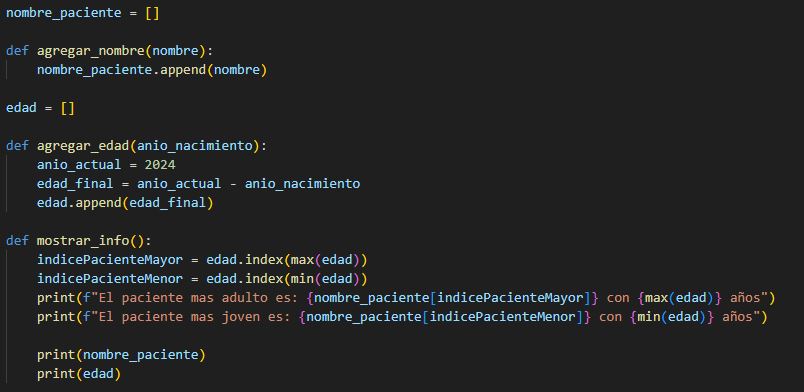 nombre_paciente = []
def agregar_nombre(nombre):
    nombre_paciente.append(nombre)
edad = []
def agregar_edad(anio_nacimiento):
    anio_actual = 2024
    edad_final = anio_actual - anio_nacimiento
    edad.append(edad_final)
def mostrar_info():
    indicePacienteMayor = edad.index(max(edad))
    indicePacienteMenor = edad.index(min(edad))
    print(f"El paciente mas adulto es: {nombre_paciente[indicePacienteMayor]} con {max(edad)} años")
    print(f"El paciente mas joven es: {nombre_paciente[indicePacienteMenor]} con {min(edad)} años")
    print(nombre_paciente)
    print(edad)